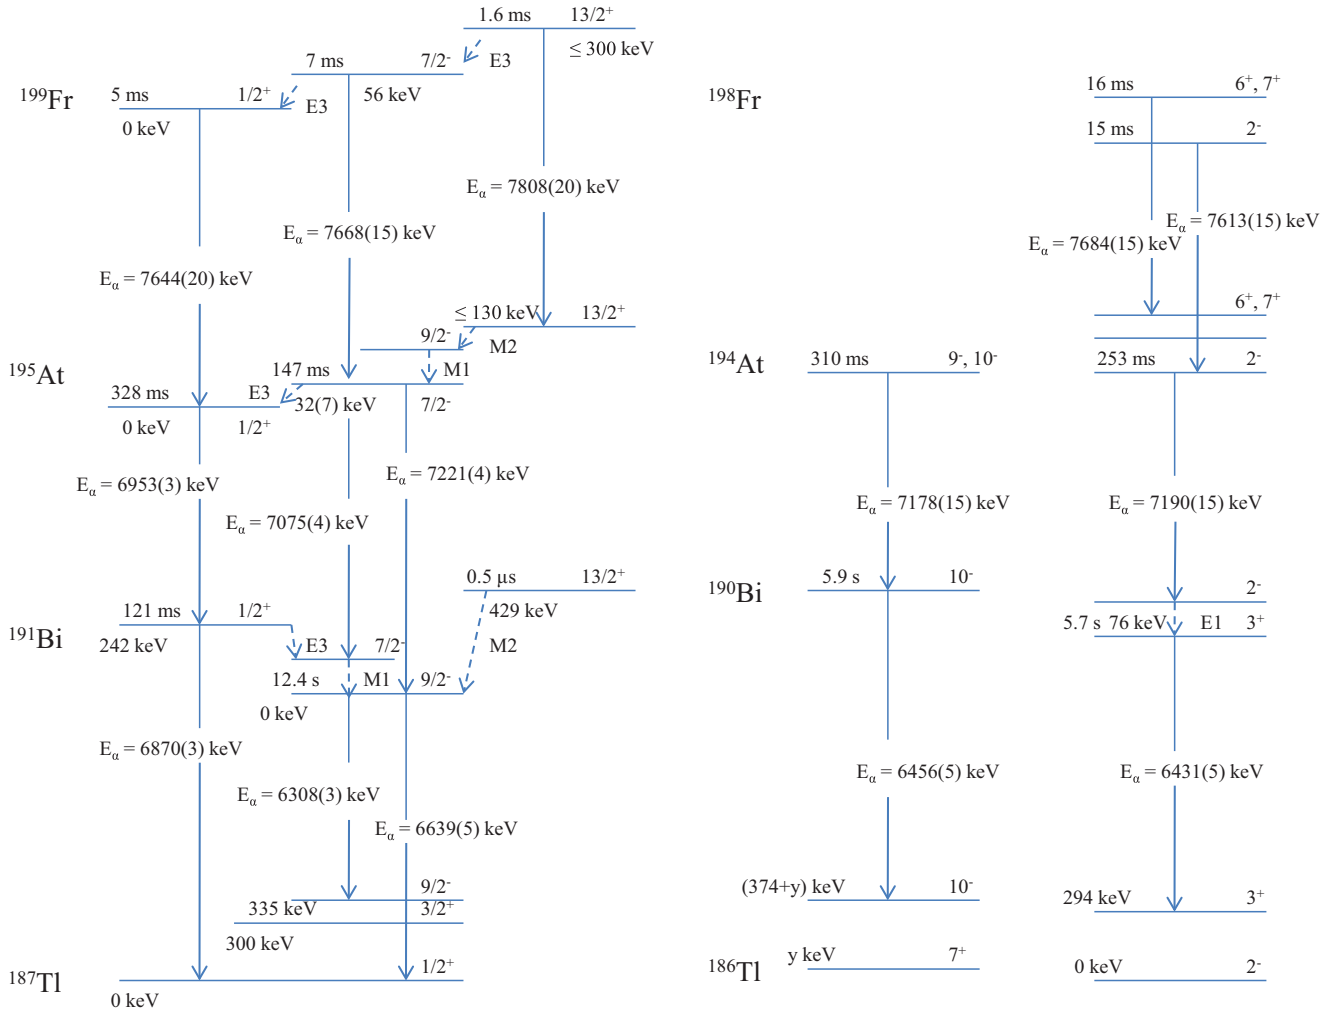 1.6 ms 13/2⁺
≤ 300 keV
E3
7 ms 7/2⁻
56 keV
¹⁹⁹Fr
5 ms 1/2⁺
E3
0 keV
Eα = 7808(20) keV
Eα = 7668(15) keV
Eα = 7644(20) keV
≤ 130 keV 13/2⁺
9/2⁻
M2
¹⁹⁵At
147 ms M1
328 ms E3
32(7) keV 7/2⁻
0 keV 1/2⁺
Eα = 7221(4) keV
Eα = 6953(3) keV
Eα = 7075(4) keV
0.5 μs 13/2⁺
429 keV
121 ms 1/2⁺
¹⁹¹Bi
242 keV
E3 7/2⁻ M2
12.4 s M1 9/2⁻
0 keV
Eα = 6870(3) keV
Eα = 6308(3) keV
Eα = 6639(5) keV
9/2⁻
335 keV 3/2⁺
300 keV
¹⁸⁷Tl
1/2⁺
0 keV
¹⁹⁸Fr
16 ms 6⁺, 7⁺
15 ms 2⁻
Eα = 7613(15) keV
Eα = 7684(15) keV
6⁺, 7⁺
¹⁹⁴At
310 ms 9⁻, 10⁻
253 ms 2⁻
Eα = 7178(15) keV
Eα = 7190(15) keV
¹⁹⁰Bi
5.9 s 10⁻
2⁻
5.7 s 76 keV E1 3⁺
Eα = 6456(5) keV
Eα = 6431(5) keV
(374+y) keV 10⁻
294 keV 3⁺
¹⁸⁶Tl
y keV 7⁺
0 keV 2⁻